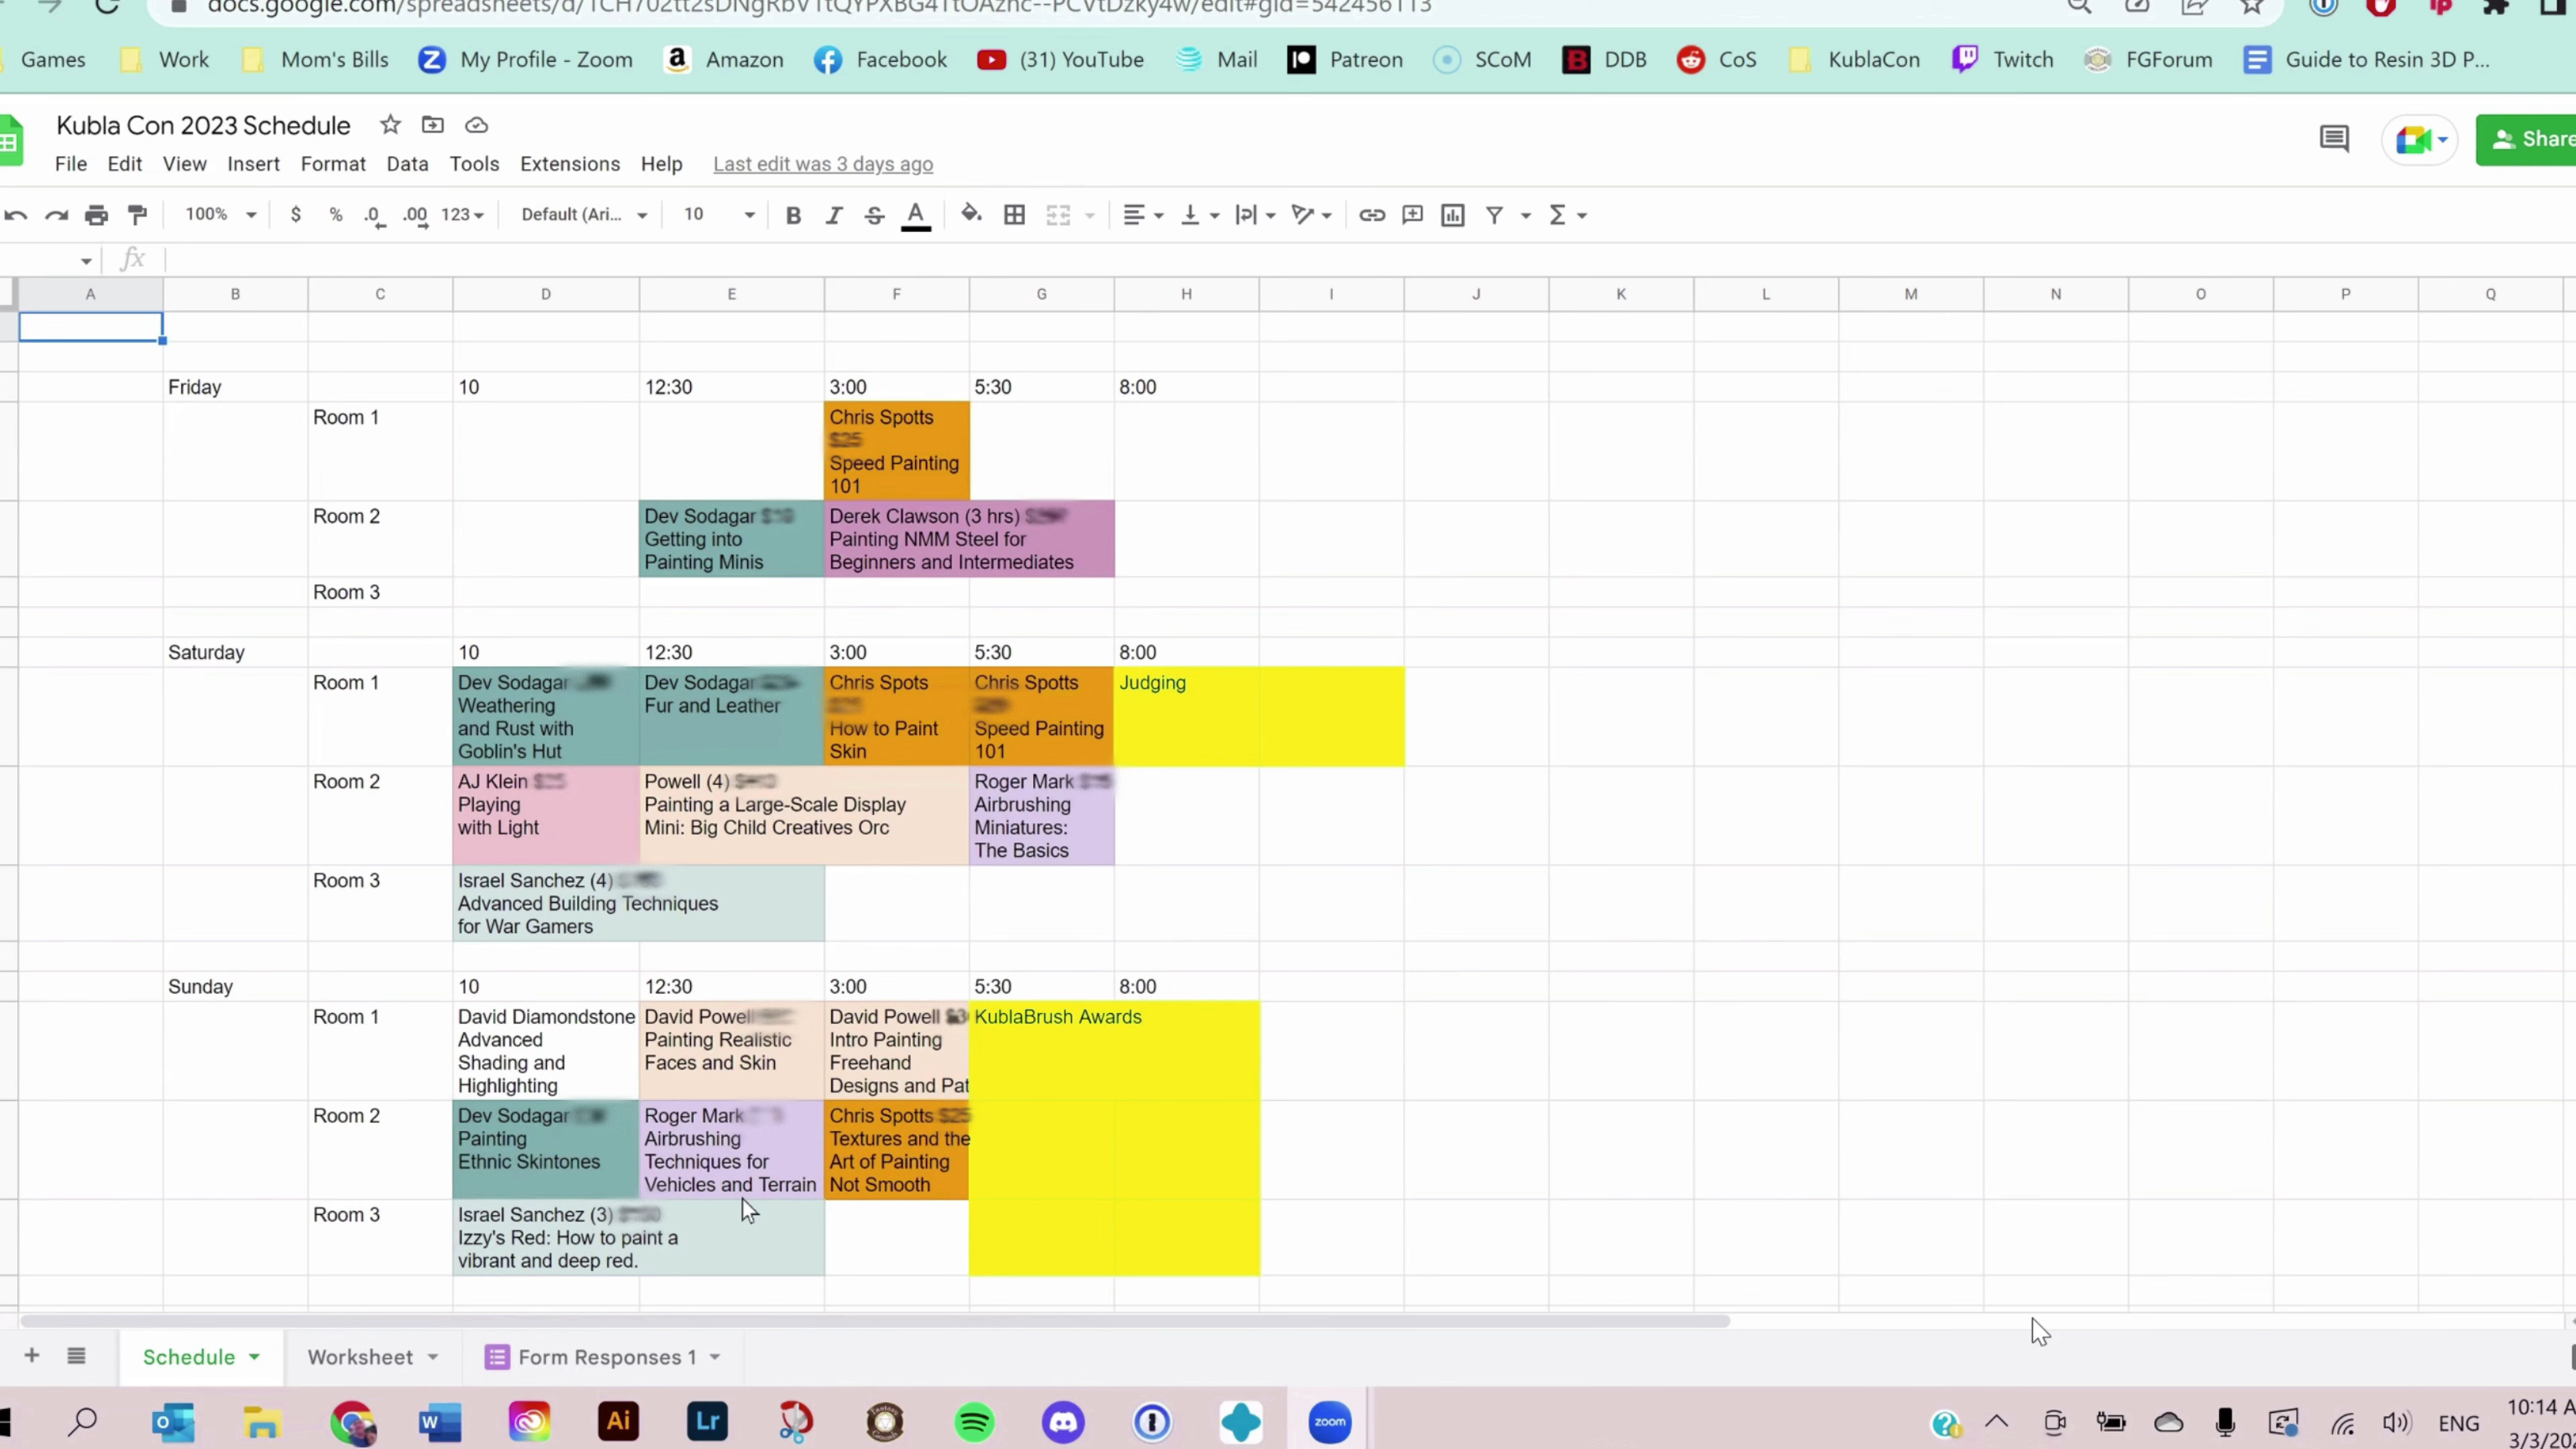 Games Work Mom's Bills My Profile - Zoom Amazon Facebook (31) YouTube Mail Patreon SCoM DDB CoS KublaCon Twitch FGForum Guide to Resin 3D P...
Kubla Con 2023 Schedule
Share
File Edit View Insert Format Data Tools Extensions Help Last edit was 3 days ago
100% $ % .0 .00 123 Default (Ari... 10 B I S A
fx
A B C D E F G H I J K L M N O P Q
Friday 10 12:30 3:00 5:30 8:00
Room 1
Chris Spotts
$25
Speed Painting
101
Room 2
Dev Sodagar
Getting into
Painting Minis
Derek Clawson (3 hrs)
Painting NMM Steel for
Beginners and Intermediates
Room 3
Saturday 10 12:30 3:00 5:30 8:00
Room 1
Dev Sodagar
Weathering
and Rust with
Goblin's Hut
Dev Sodagar
Fur and Leather
Chris Spots
How to Paint
Skin
Chris Spotts
Speed Painting
101
Judging
Room 2
AJ Klein
Playing
with Light
Powell (4)
Painting a Large-Scale Display
Mini: Big Child Creatives Orc
Roger Mark
Airbrushing
Miniatures:
The Basics
Room 3
Israel Sanchez (4)
Advanced Building Techniques
for War Gamers
Sunday 10 12:30 3:00 5:30 8:00
Room 1
David Diamondstone
Advanced
Shading and
Highlighting
David Powell
Painting Realistic
Faces and Skin
David Powell
Intro Painting
Freehand
Designs and Pat
KublaBrush Awards
Room 2
Dev Sodagar
Painting
Ethnic Skintones
Roger Mark
Airbrushing
Techniques for
Vehicles and Terrain
Chris Spotts $25
Textures and the
Art of Painting
Not Smooth
Room 3
Israel Sanchez (3)
Izzy's Red: How to paint a
vibrant and deep red.
Schedule Worksheet Form Responses 1
W Ai Lr zoom ENG
10:14 A
3/3/202